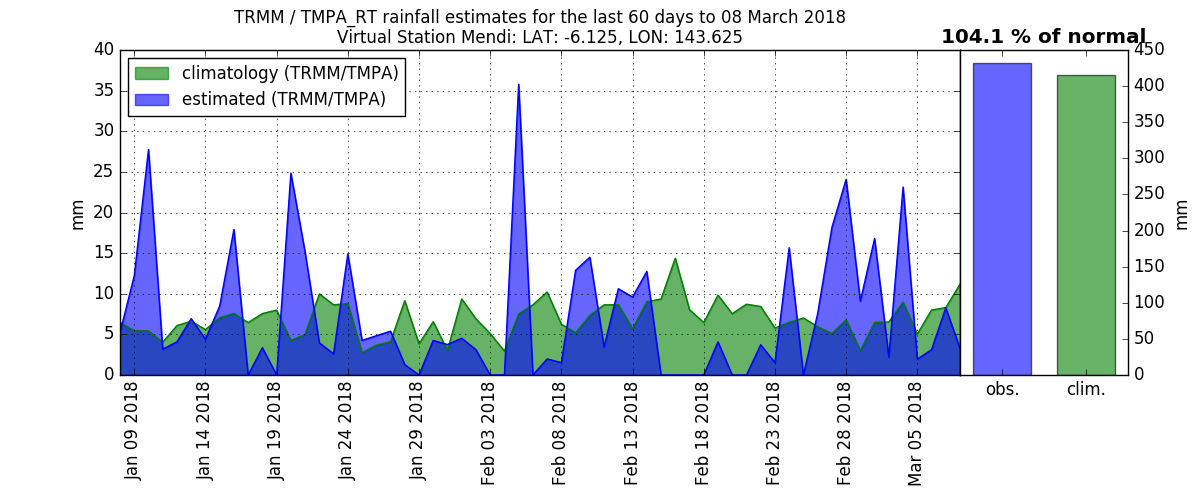 TRMM / TMPA_RT rainfall estimates for the last 60 days to 08 March 2018
Virtual Station Mendi: LAT: -6.125, LON: 143.625
104.1 % of normal
climatology (TRMM/TMPA)
estimated (TRMM/TMPA)
mm
40
35
30
25
20
15
10
5
0
Jan 09 2018
Jan 14 2018
Jan 19 2018
Jan 24 2018
Jan 29 2018
Feb 03 2018
Feb 08 2018
Feb 13 2018
Feb 18 2018
Feb 23 2018
Feb 28 2018
Mar 05 2018
obs.
clim.
450
400
350
300
250
200
150
100
50
0
mm